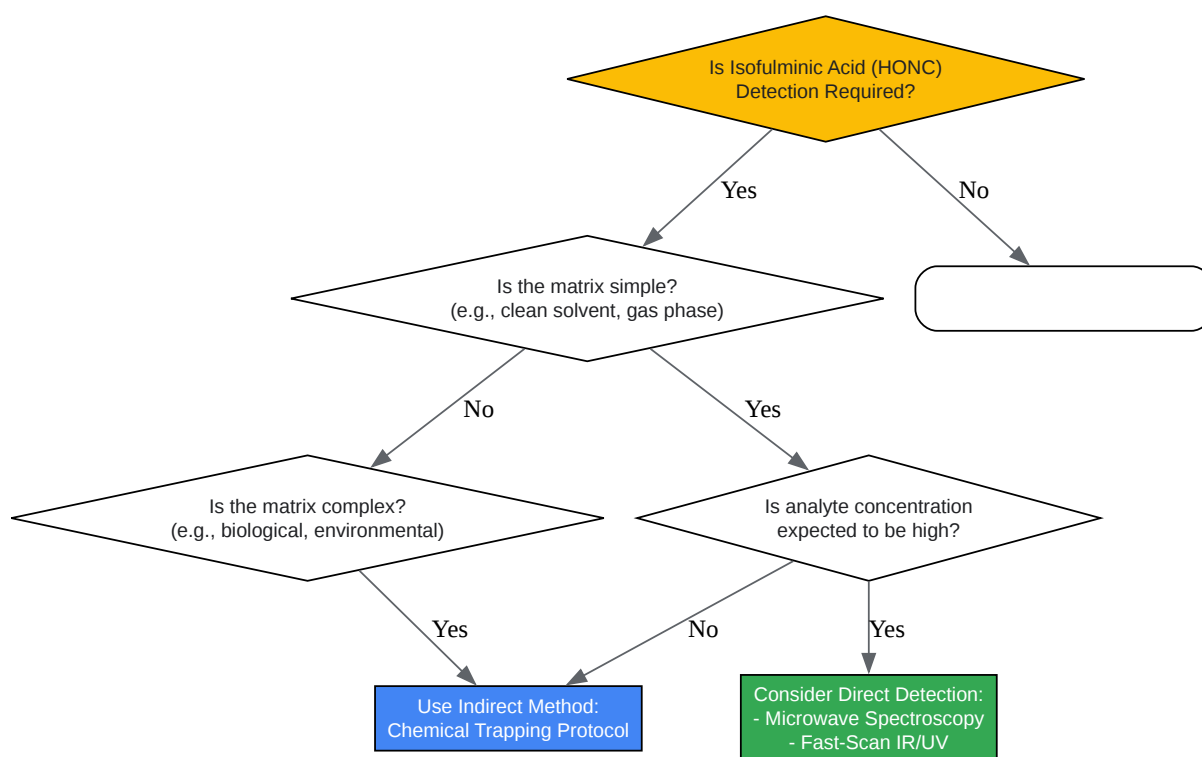 Is Isofulminic Acid (HONC)
Detection Required?
Yes
No
Is the matrix simple?
(e.g., clean solvent, gas phase)
No
Yes
Is the matrix complex?
(e.g., biological, environmental)
Is analyte concentration
expected to be high?
Yes
No
Yes
Use Indirect Method:
Chemical Trapping Protocol
Consider Direct Detection:
- Microwave Spectroscopy
- Fast-Scan IR/UV